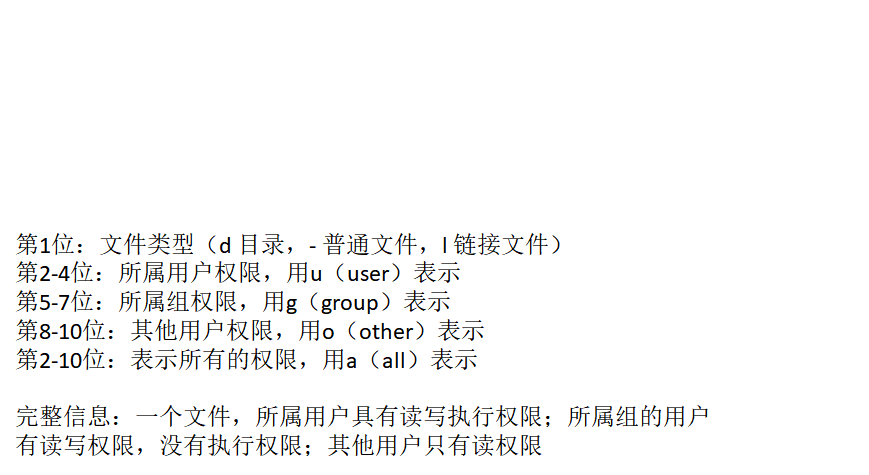 第1位：文件类型（d 目录，- 普通文件，l 链接文件）
第2-4位：所属用户权限，用u（user）表示
第5-7位：所属组权限，用g（group）表示
第8-10位：其他用户权限，用o（other）表示
第2-10位：表示所有的权限，用a（all）表示
完整信息：一个文件，所属用户具有读写执行权限；所属组的用户
有读写权限，没有执行权限；其他用户只有读权限